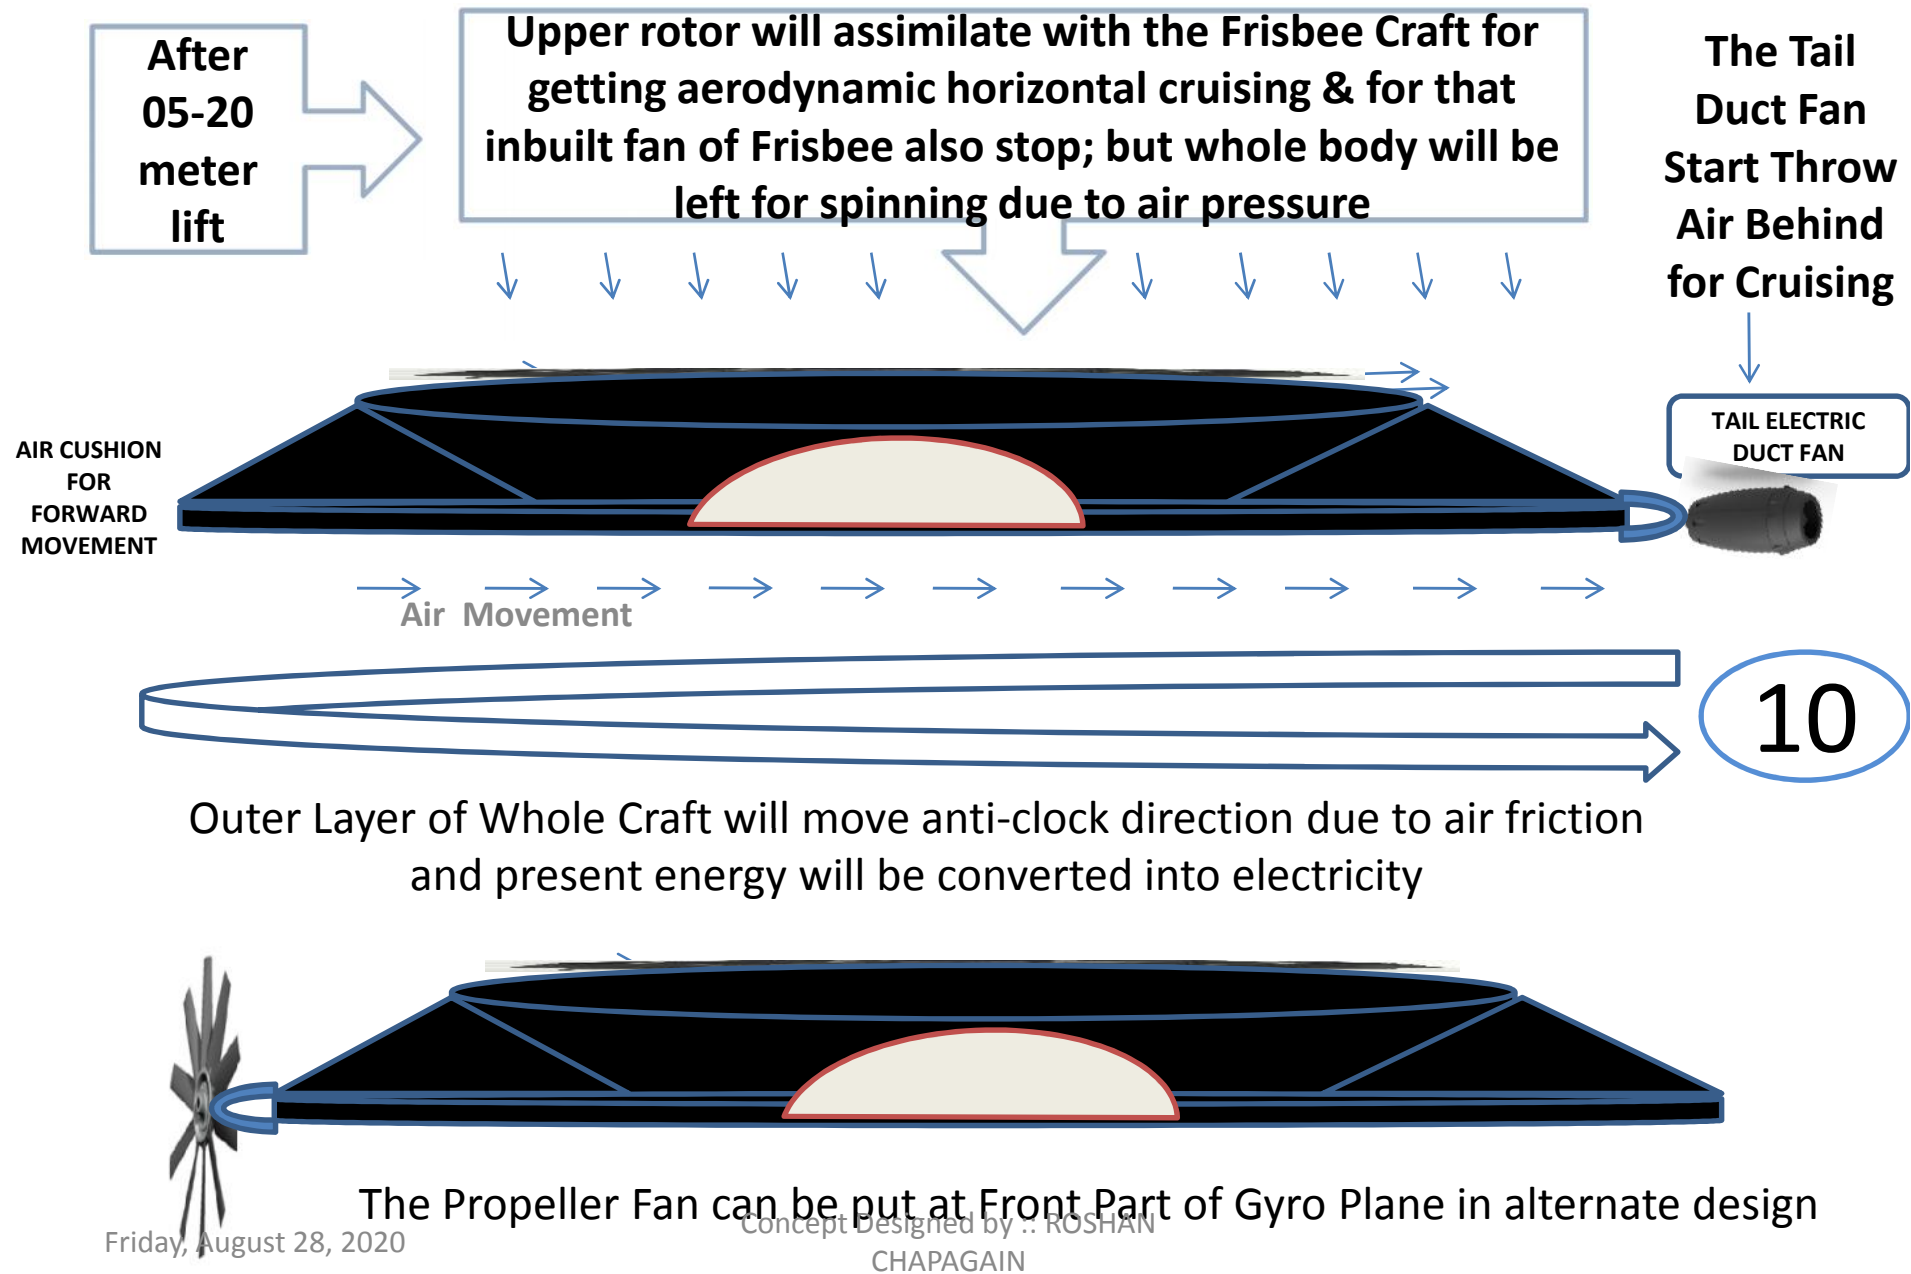 After
05-20
meter
lift
Upper rotor will assimilate with the Frisbee Craft for
getting aerodynamic horizontal cruising & for that
inbuilt fan of Frisbee also stop; but whole body will be
left for spinning due to air pressure
The Tail
Duct Fan
Start Throw
Air Behind
for Cruising
AIR CUSHION
FOR
FORWARD
MOVEMENT
TAIL ELECTRIC
DUCT FAN
Air Movement
10
Outer Layer of Whole Craft will move anti-clock direction due to air friction
and present energy will be converted into electricity
The Propeller Fan can be put at Front Part of Gyro Plane in alternate design
Friday, August 28, 2020
Concept Designed by :: ROSHAN
CHAPAGAIN